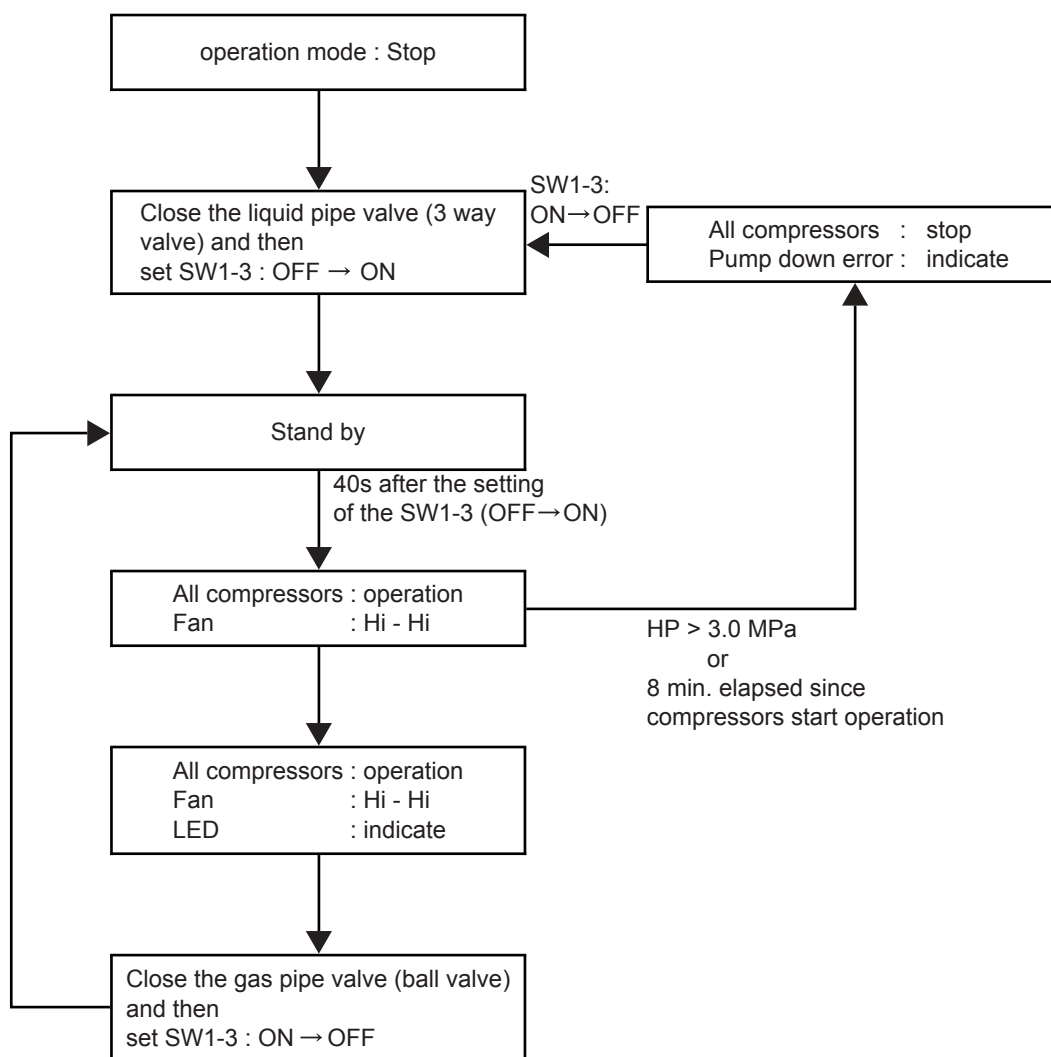 operation mode : Stop
Close the liquid pipe valve (3 way
valve) and then
set SW1-3 : OFF → ON
SW1-3:
ON→OFF
All compressors : stop
Pump down error : indicate
Stand by
40s after the setting
of the SW1-3 (OFF→ON)
All compressors : operation
Fan : Hi - Hi
HP > 3.0 MPa
or
8 min. elapsed since
compressors start operation
All compressors : operation
Fan : Hi - Hi
LED : indicate
Close the gas pipe valve (ball valve)
and then
set SW1-3 : ON → OFF